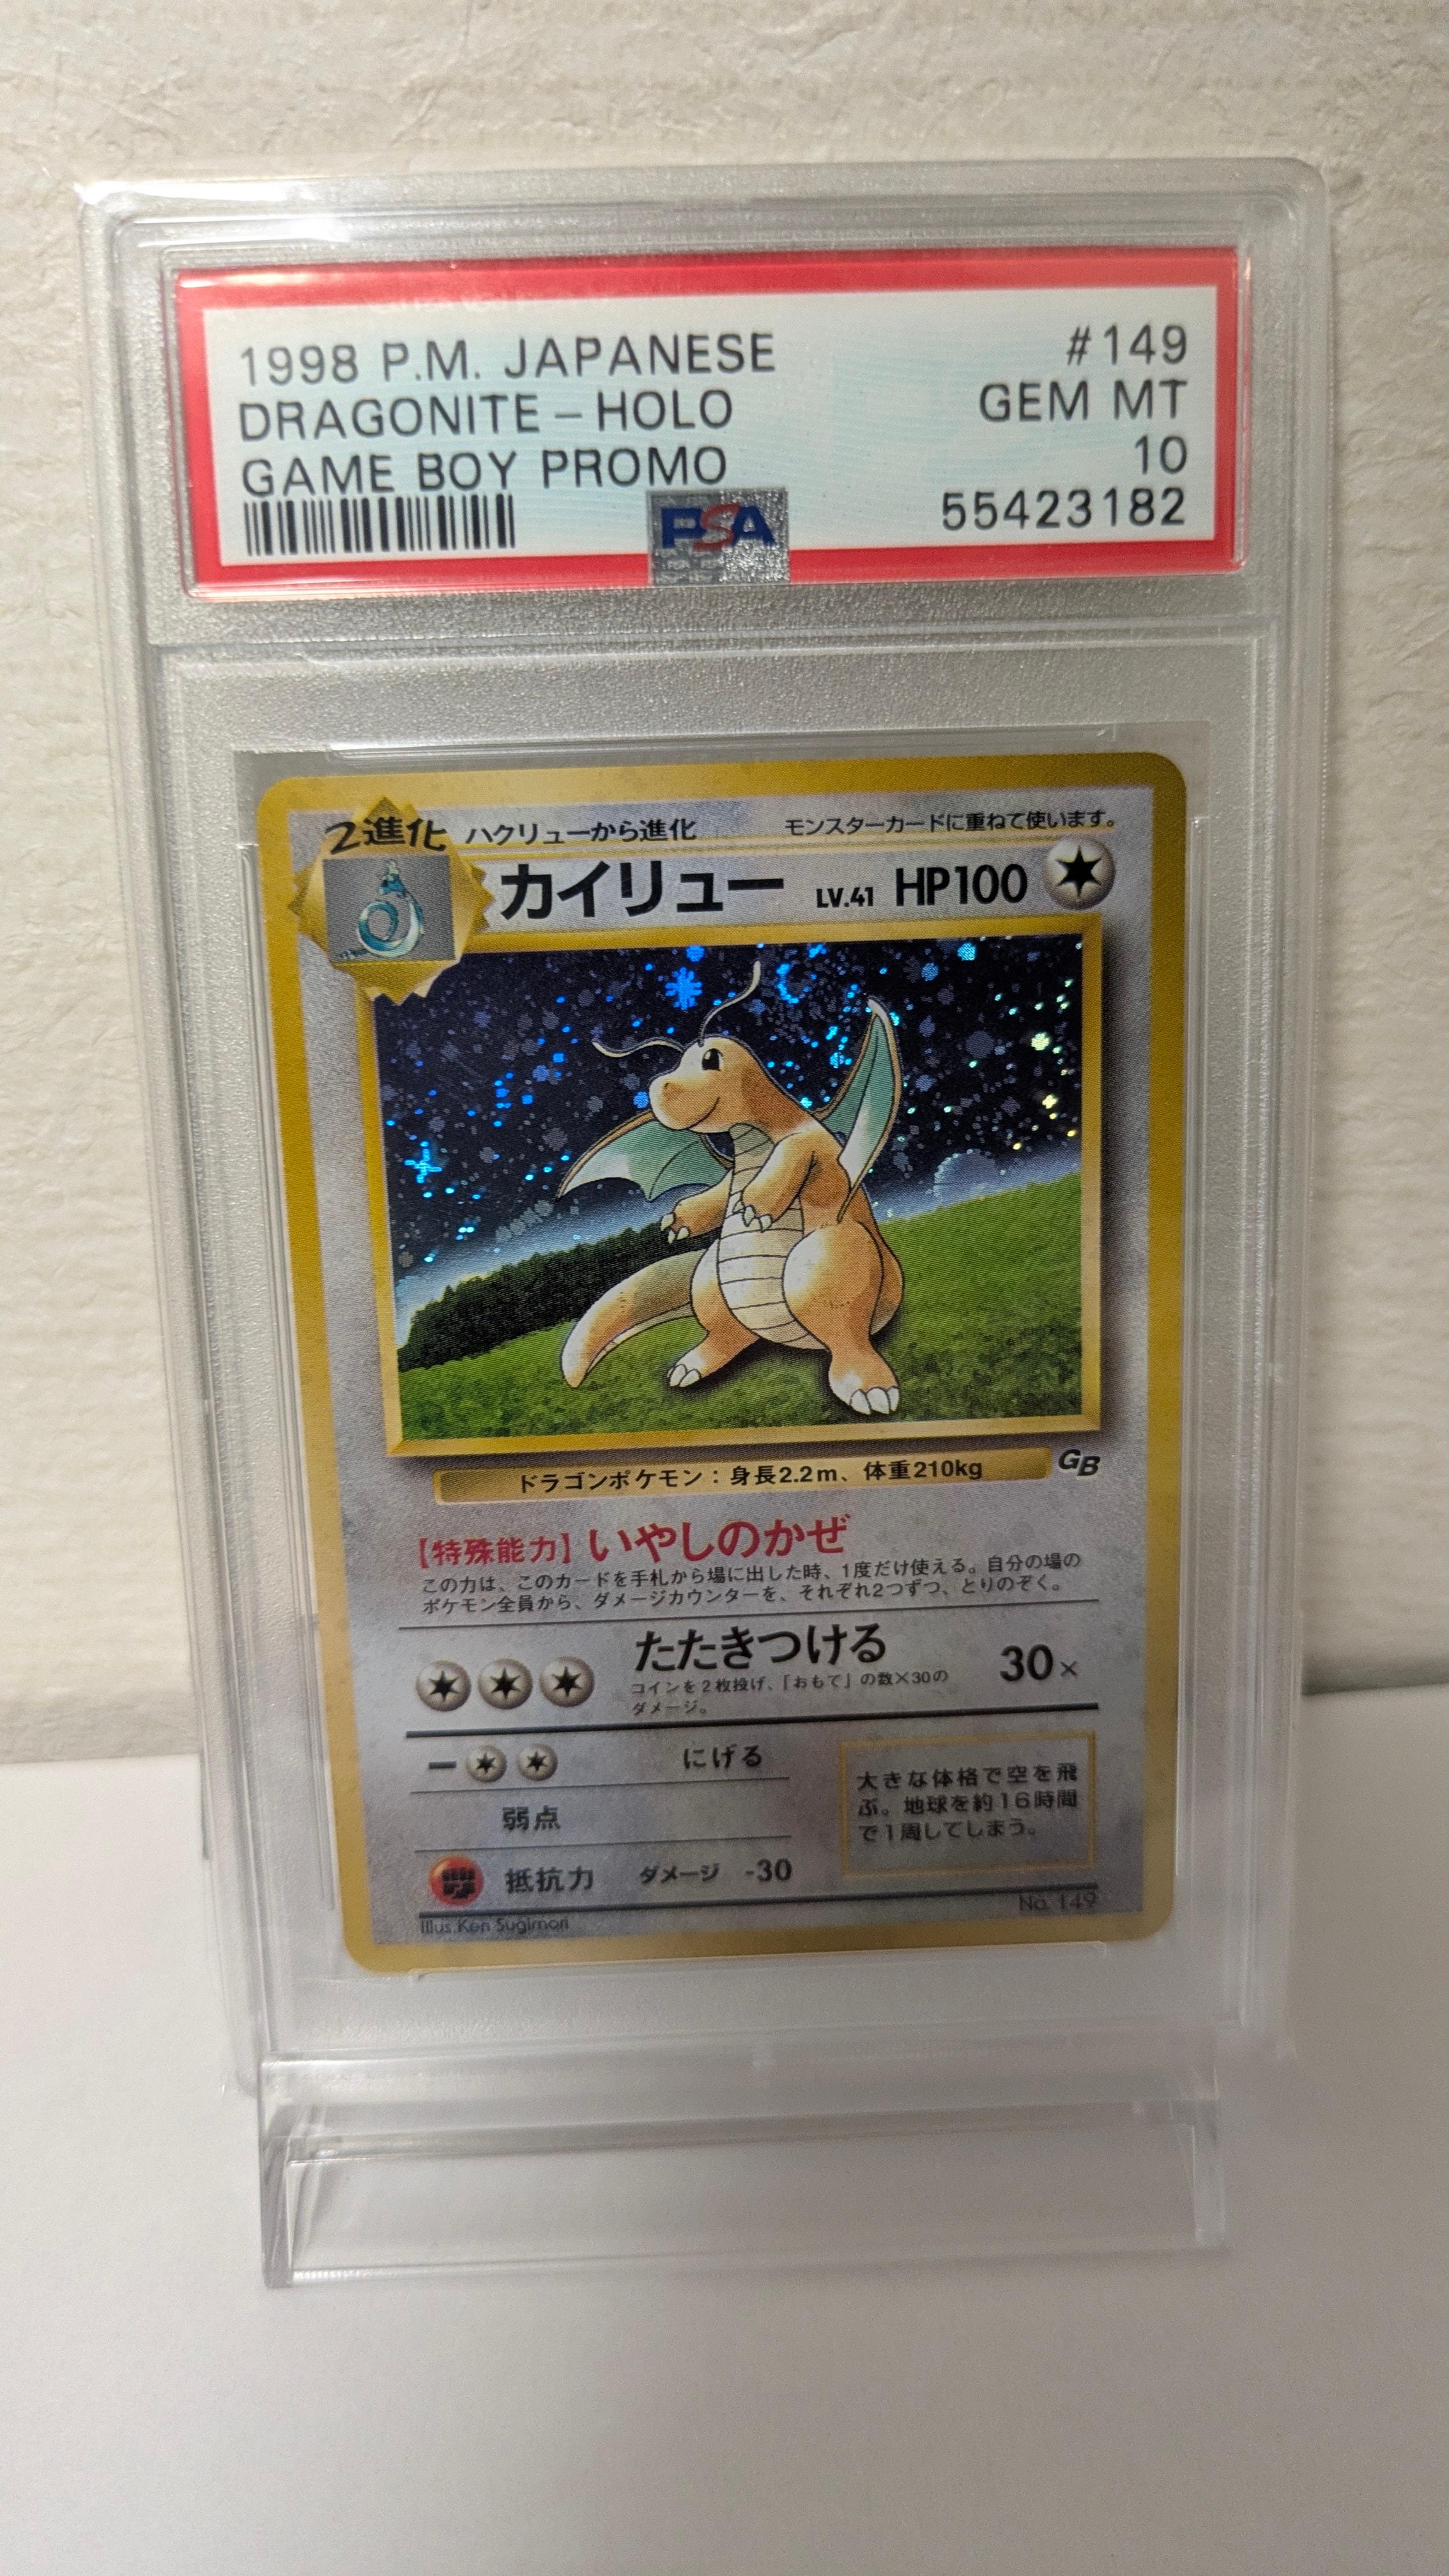 1998 P.M. JAPANESE #149
DRAGONITE – HOLO GEM MT
GAME BOY PROMO 10
55423182
PSA
2進化 ハクリューから進化 モンスターカードに重ねて使います。
カイリュー LV.41 HP100
ドラゴンポケモン：身長2.2m、体重210kg
GB
【特殊能力】いやしのかぜ
この力は、このカードを手札から場に出した時、1度だけ使える。自分の場の
ポケモン全員から、ダメージカウンターを、それぞれ2つずつ、とりのぞく。
たたきつける 30×
コインを2枚投げ、「おもて」の数×30の
ダメージ。
にげる
弱点
抵抗力 ダメージ -30
大きな体格で空を飛
ぶ。地球を約16時間
で1周してしまう。
Illus.Ken Sugimori No. 149